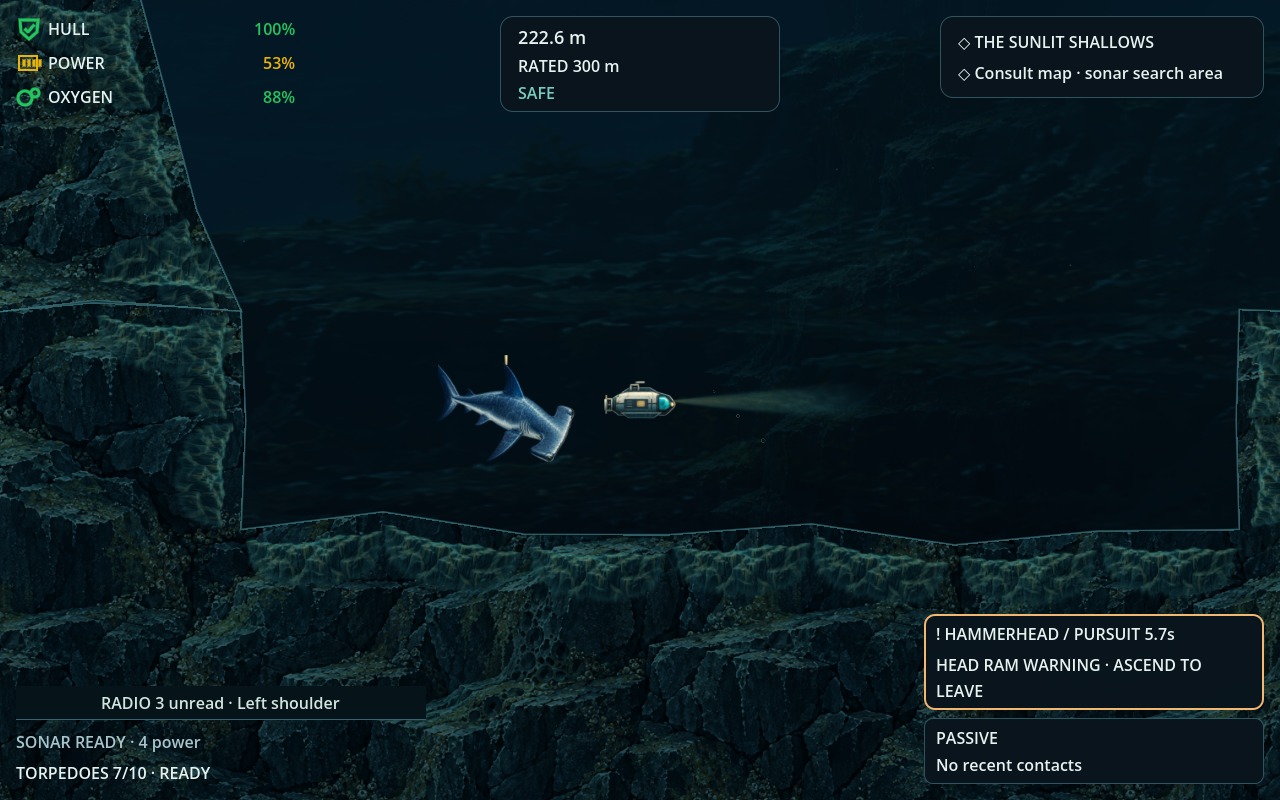 HULL 100%
POWER 53%
OXYGEN 88%
222.6 m
RATED 300 m
SAFE
◇ THE SUNLIT SHALLOWS
◇ Consult map · sonar search area
! HAMMERHEAD / PURSUIT 5.7s
HEAD RAM WARNING · ASCEND TO
LEAVE
RADIO 3 unread · Left shoulder
SONAR READY · 4 power
TORPEDOES 7/10 · READY
PASSIVE
No recent contacts